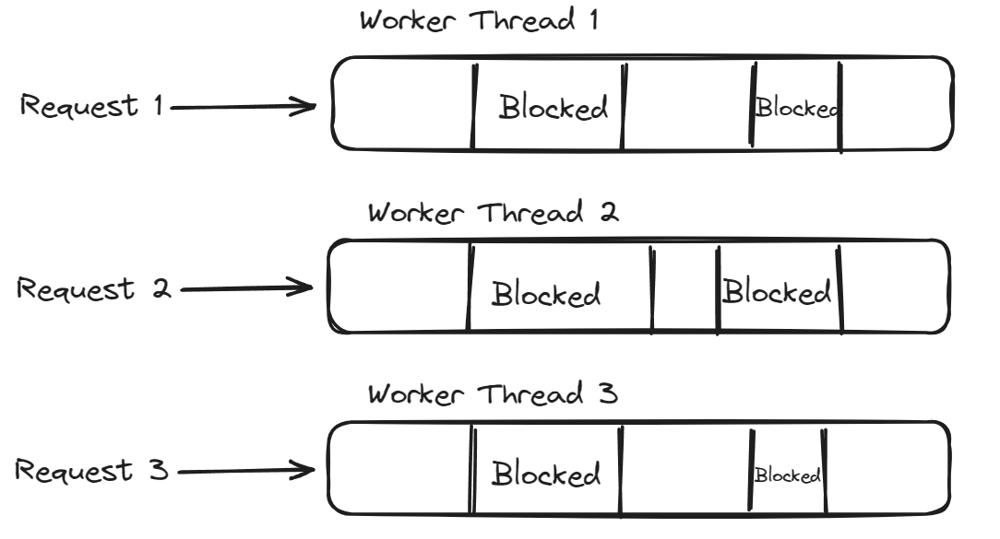 Worker Thread 1
Request 1
Blocked
Blocked
Worker Thread 2
Request 2
Blocked
Blocked
Worker Thread 3
Request 3
Blocked
Blocked